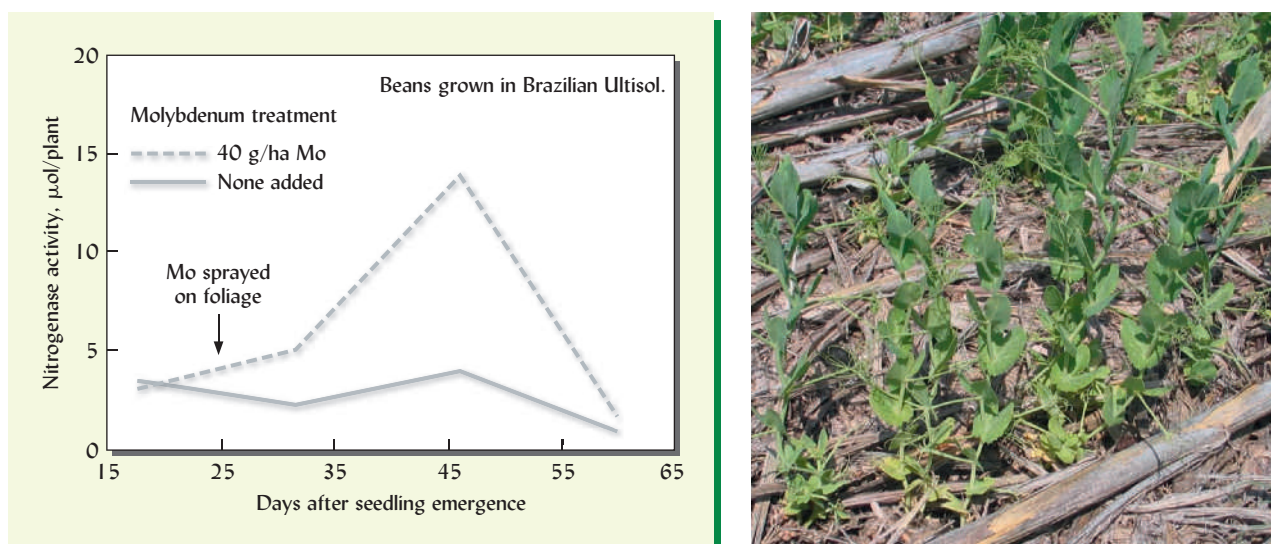 20
15
10
5
0
Nitrogenase activity, μol/plant
Beans grown in Brazilian Ultisol.
Molybdenum treatment
40 g/ha Mo
None added
Mo sprayed
on foliage
15 25 35 45 55 65
Days after seedling emergence